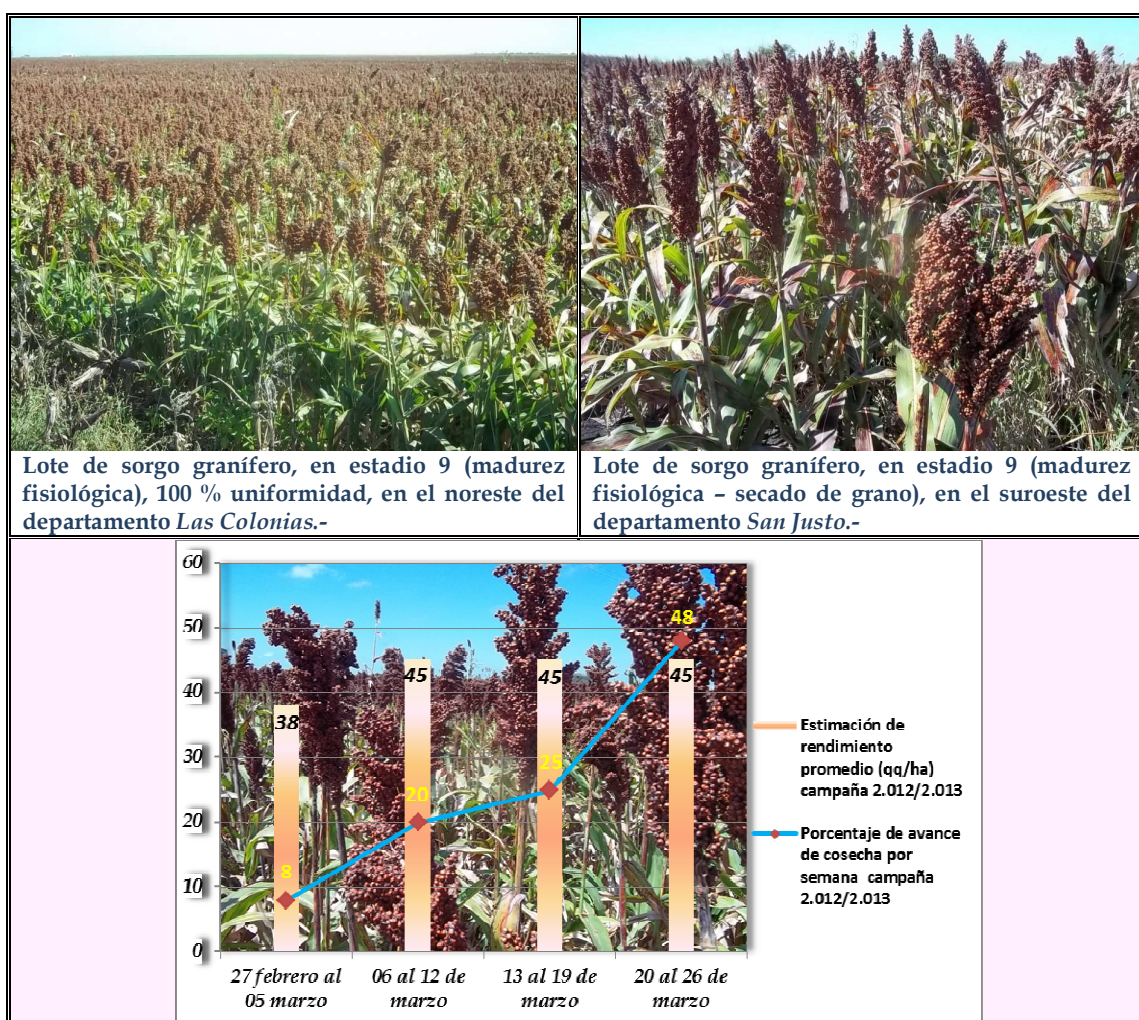 Lote de sorgo granífero, en estadio 9 (madurez
fisiológica), 100 % uniformidad, en el noreste del
departamento Las Colonias.-
Lote de sorgo granífero, en estadio 9 (madurez
fisiológica – secado de grano), en el suroeste del
departamento San Justo.-
60
50
40
30
20
10
0
38
45
45
45
8
20
25
48
27 febrero al
05 marzo
06 al 12 de
marzo
13 al 19 de
marzo
20 al 26 de
marzo
Estimación de
rendimiento
promedio (qq/ha)
campaña 2.012/2.013
Porcentaje de avance
de cosecha por
semana campaña
2.012/2.013